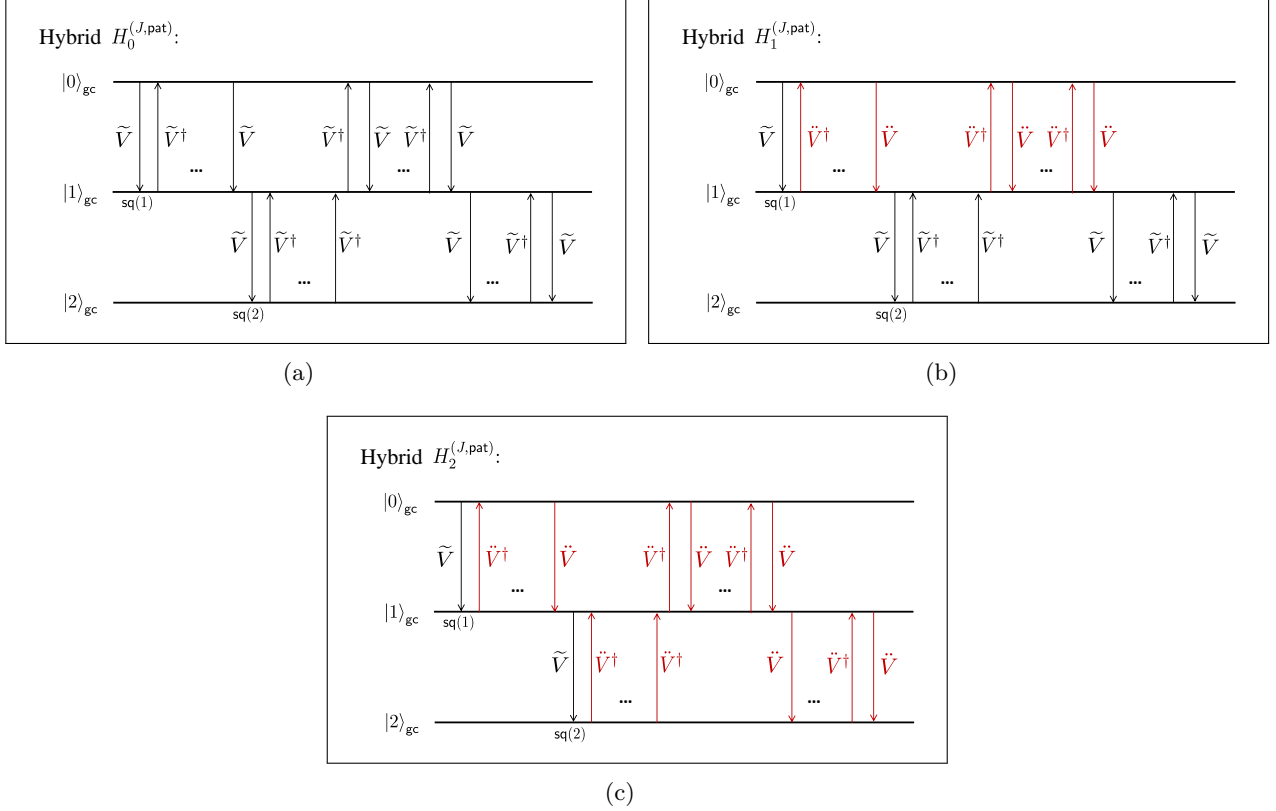 Hybrid H_0^{(J,pat)}:
|0⟩_gc
Ṽ Ṽ† Ṽ Ṽ† Ṽ Ṽ† Ṽ
... ...
|1⟩_gc
sq(1)
Ṽ Ṽ† Ṽ† Ṽ Ṽ† Ṽ
... ...
|2⟩_gc
sq(2)
(a)
Hybrid H_1^{(J,pat)}:
|0⟩_gc
Ṽ V̈† V̈ V̈† V̈ V̈† V̈
... ...
|1⟩_gc
sq(1)
Ṽ Ṽ† Ṽ† Ṽ Ṽ† Ṽ
... ...
|2⟩_gc
sq(2)
(b)
Hybrid H_2^{(J,pat)}:
|0⟩_gc
Ṽ V̈† V̈ V̈† V̈ V̈† V̈
... ...
|1⟩_gc
sq(1)
Ṽ V̈† V̈† V̈ V̈† V̈
... ...
|2⟩_gc
sq(2)
(c)